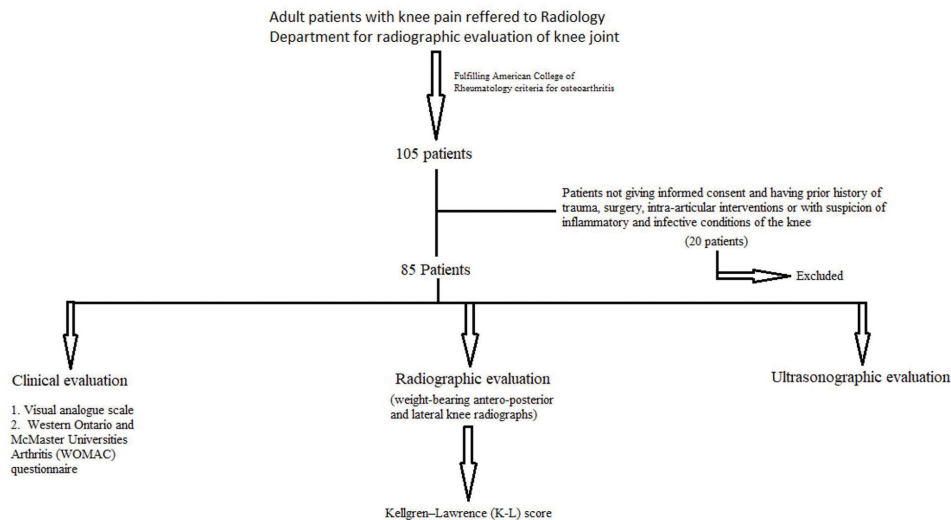 Adult patients with knee pain reffered to Radiology
Department for radiographic evaluation of knee joint
Fulfilling American College of
Rheumatology criteria for osteoarthritis
105 patients
Patients not giving informed consent and having prior history of
trauma, surgery, intra-articular interventions or with suspicion of
inflammatory and infective conditions of the knee
(20 patients)
Excluded
85 Patients
Clinical evaluation
1. Visual analogue scale
2. Western Ontario and
McMaster Universities
Arthritis (WOMAC)
questionnaire
Radiographic evaluation
(weight-bearing antero-posterior
and lateral knee radiographs)
Kellgren–Lawrence (K-L) score
Ultrasonographic evaluation